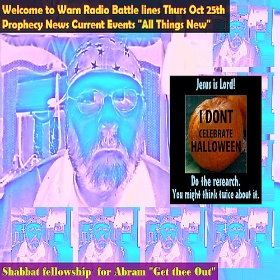 Welcome to Warn Radio Battle lines Thurs Oct 25th
Prophecy News Current Events "All Things New"
Jesus is Lord!
I DONT
CELEBRATE
HALLOWEEN
Do the research.
You might think twice about it.
Shabbat fellowship for Abram "Get thee Out"